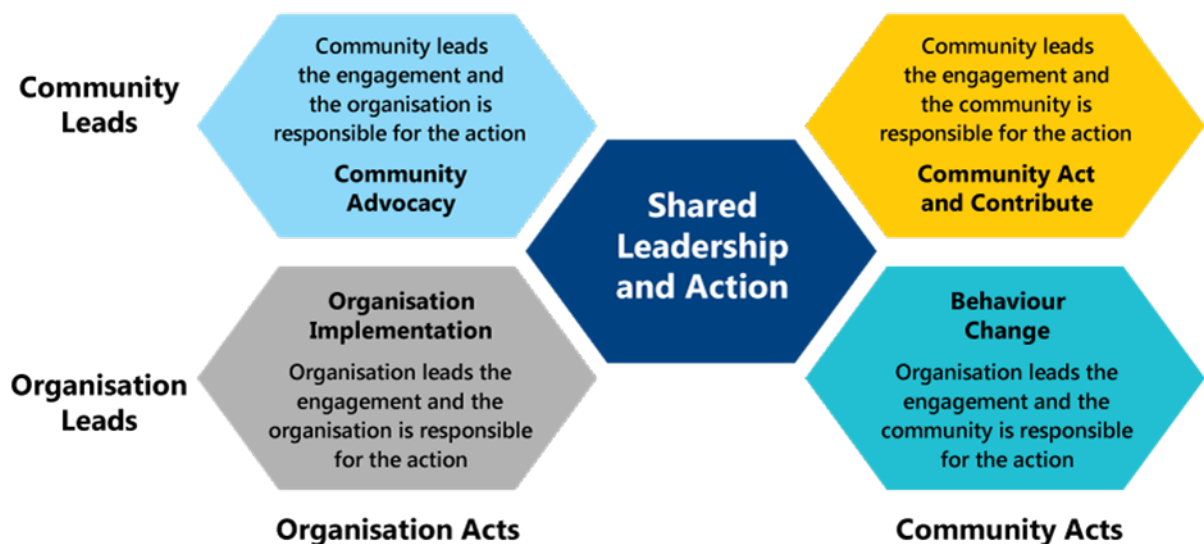 Community
Leads
Community leads
the engagement and
the organisation is
responsible for the action
Community
Advocacy
Community leads
the engagement and
the community is
responsible for the action
Community Act
and Contribute
Shared
Leadership
and Action
Organisation
Leads
Organisation
Implementation
Organisation leads the
engagement and the
organisation is responsible
for the action
Behaviour
Change
Organisation leads the
engagement and the
community is responsible
for the action
Organisation Acts
Community Acts